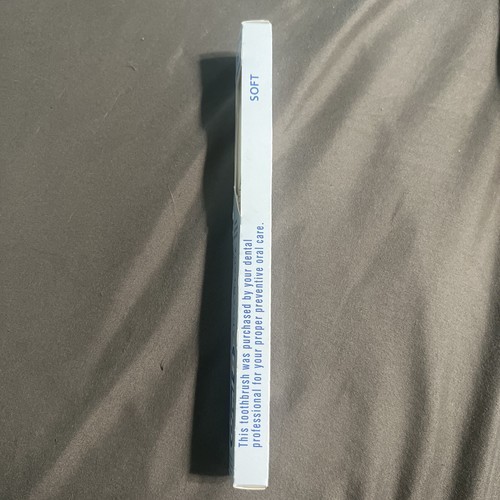 This toothbrush was purchased by your dental
professional for your proper preventive oral care.
SOFT